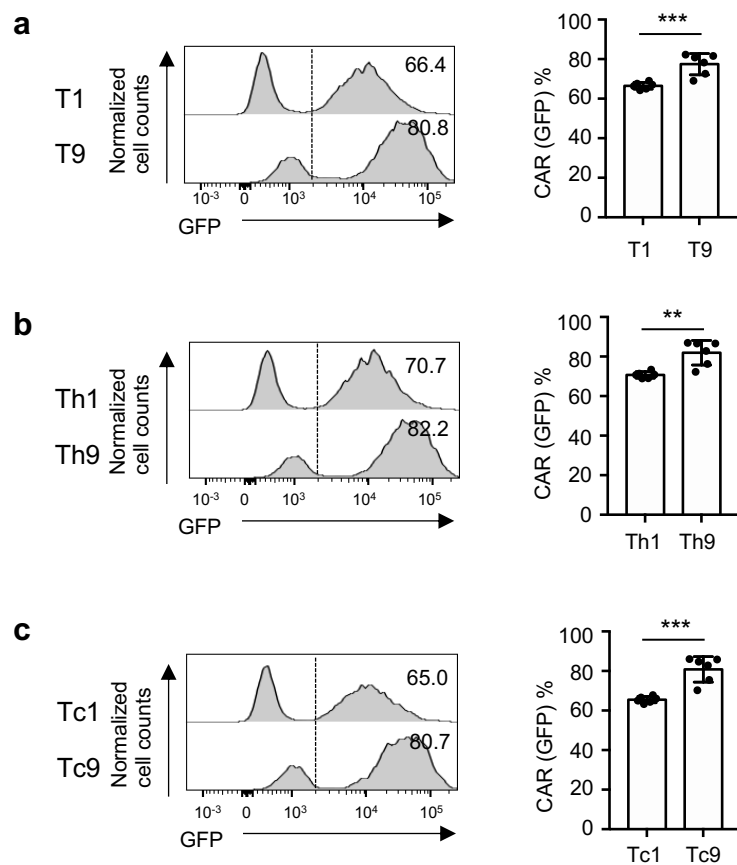 a
T1
T9
Normalized
cell counts
66.4
80.8
10-3 0 103 104 105
GFP
CAR (GFP) %
100
80
60
40
20
0
***
T1 T9
b
Th1
Th9
Normalized
cell counts
70.7
82.2
10-3 0 103 104 105
GFP
CAR (GFP) %
100
80
60
40
20
0
**
Th1 Th9
c
Tc1
Tc9
Normalized
cell counts
65.0
80.7
10-3 0 103 104 105
GFP
CAR (GFP) %
100
80
60
40
20
0
***
Tc1 Tc9